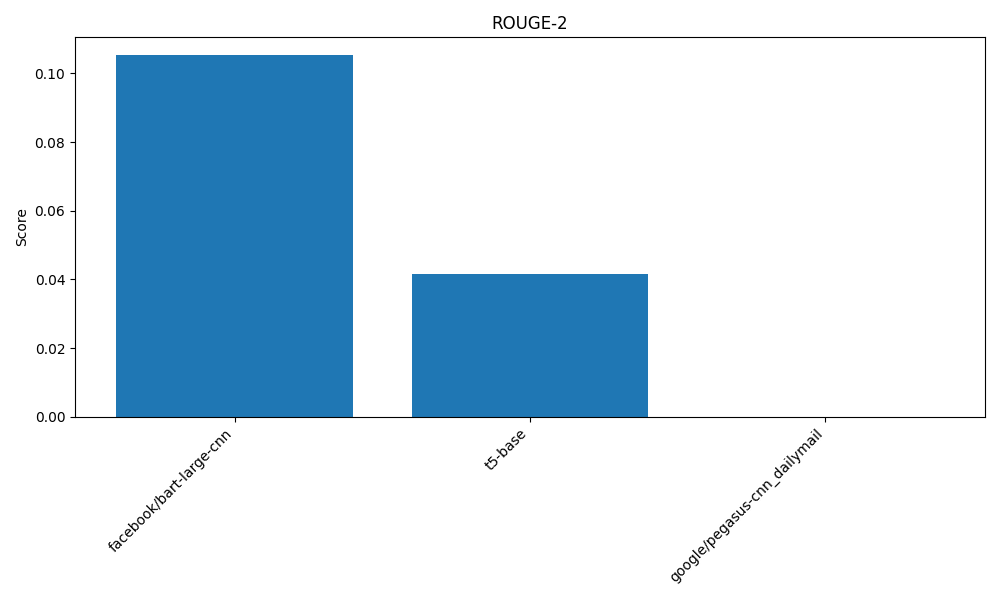 ROUGE-2
Score
0.10
0.08
0.06
0.04
0.02
0.00
facebook/bart-large-cnn
t5-base
google/pegasus-cnn_dailymail